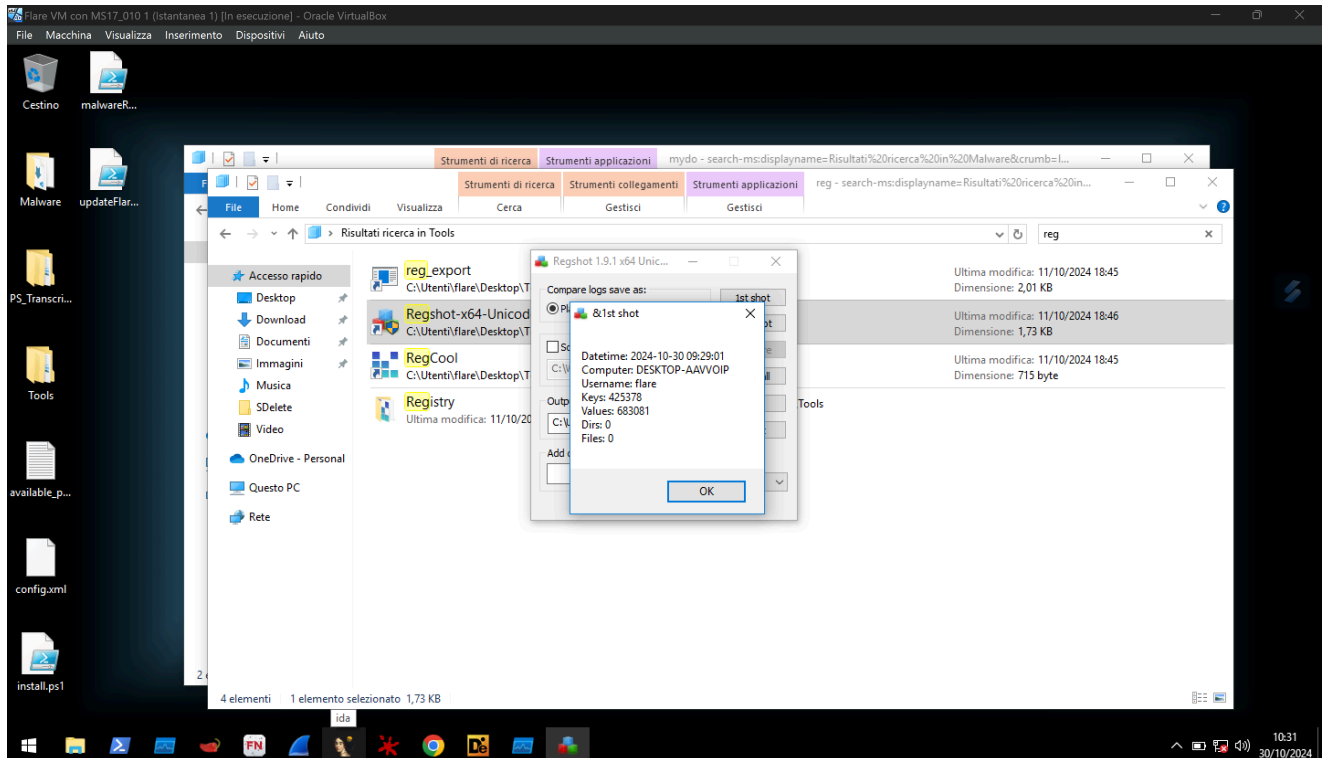 Flare VM con MS17_010 1 (Istantanea 1) [In esecuzione] - Oracle VirtualBox
File Macchina Visualizza Inserimento Dispositivi Aiuto
Cestino
malwareR...
Malware
updateFlar...
PS_Transcri...
Tools
available_p...
config.xml
install.ps1
Strumenti di ricerca Strumenti applicazioni mydo - search-ms:displayname=Risultati%20ricerca%20in%20Malware&crumb=l...
F
Strumenti di ricerca Strumenti collegamenti Strumenti applicazioni reg - search-ms:displayname=Risultati%20ricerca%20in...
File Home Condividi Visualizza Cerca Gestisci Gestisci
Risultati ricerca in Tools
reg
Accesso rapido
Desktop
Download
Documenti
Immagini
Musica
SDelete
Video
OneDrive - Personal
Questo PC
Rete
reg_export
C:\Utenti\flare\Desktop\T
Ultima modifica: 11/10/2024 18:45
Dimensione: 2,01 KB
Regshot-x64-Unicod
C:\Utenti\flare\Desktop\T
Ultima modifica: 11/10/2024 18:46
Dimensione: 1,73 KB
RegCool
C:\Utenti\flare\Desktop\T
Ultima modifica: 11/10/2024 18:45
Dimensione: 715 byte
Registry
Ultima modifica: 11/10/20
Tools
Regshot 1.9.1 x64 Unic...
Compare logs save as:
1st shot
Pl
ot
Sc
e
C:\
Outp
C:\
Add
&1st shot
Datetime: 2024-10-30 09:29:01
Computer: DESKTOP-AAVVOIP
Username: flare
Keys: 425378
Values: 683081
Dirs: 0
Files: 0
OK
2
4 elementi 1 elemento selezionato 1,73 KB
ida
FN
De
10:31
30/10/2024